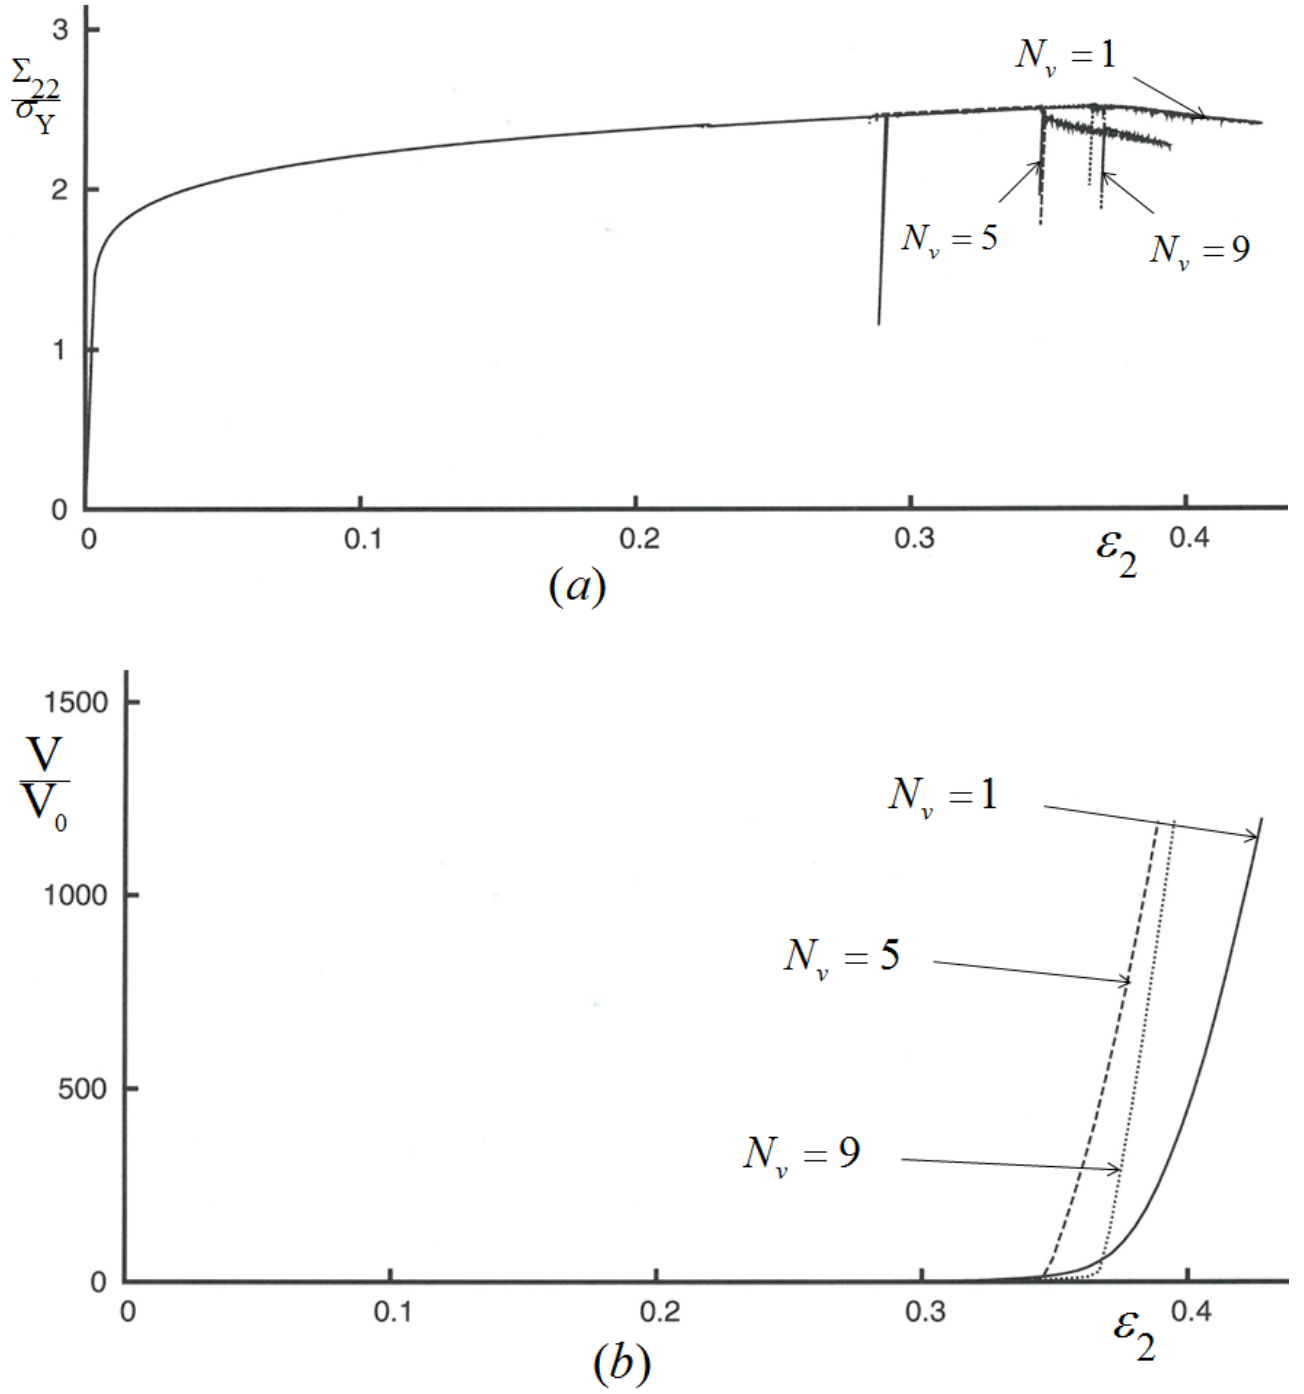 3
Σ22
σY
N_v = 1
2
N_v = 5
N_v = 9
1
0
0 0.1 0.2 0.3 ε2 0.4
(a)
1500
V
V0
N_v = 1
1000
N_v = 5
500
N_v = 9
0
0 0.1 0.2 0.3 ε2 0.4
(b)